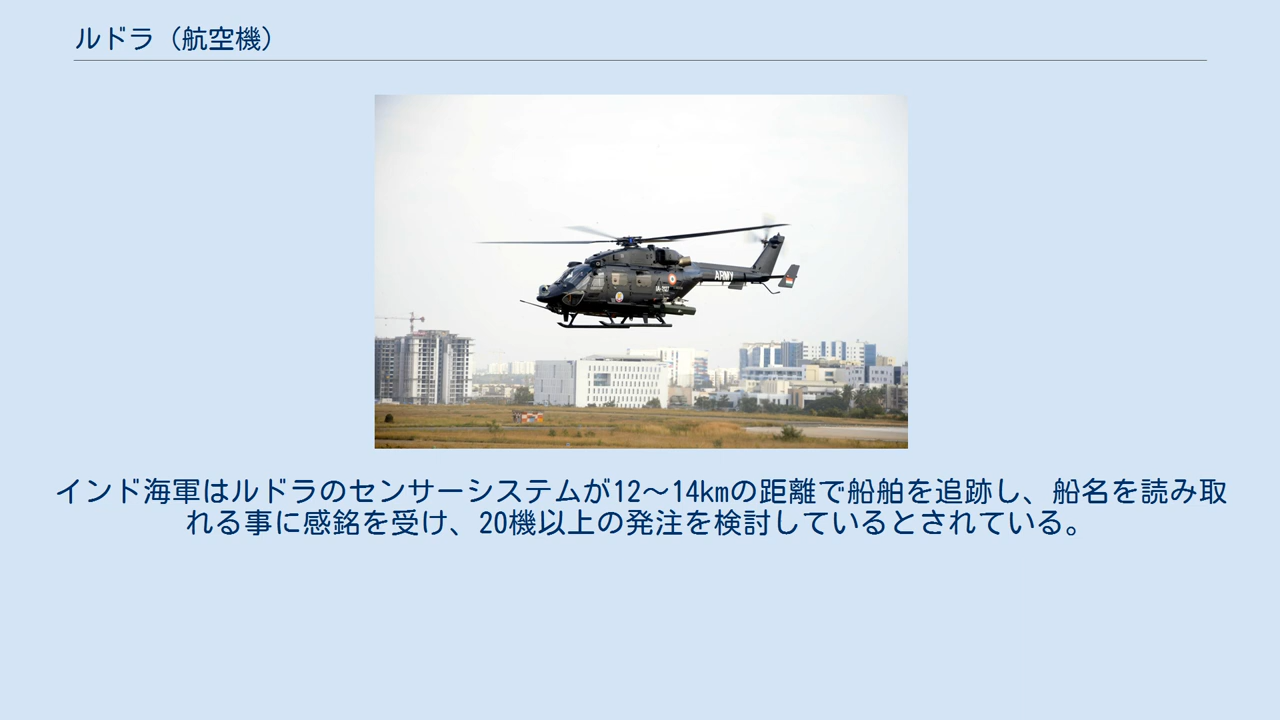 ルドラ（航空機）
ARMY
インド海軍はルドラのセンサーシステムが12～14kmの距離で船舶を追跡し、船名を読み取
れる事に感銘を受け、20機以上の発注を検討しているとされている。